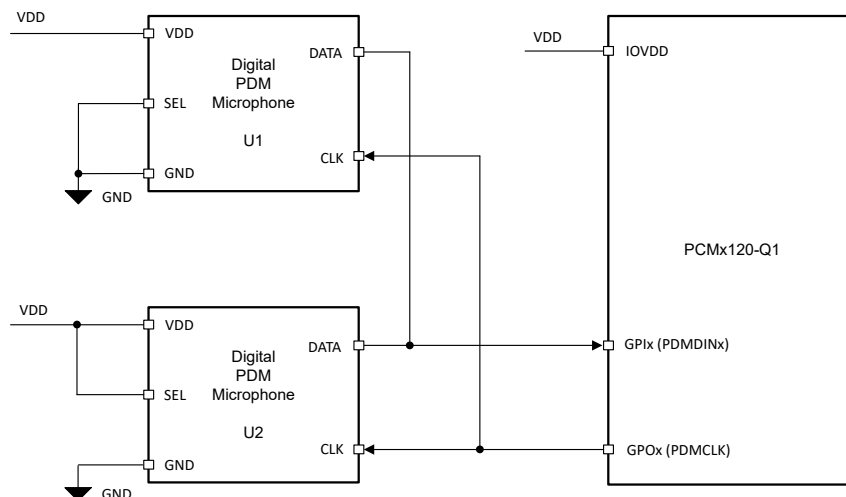 VDD
VDD
DATA
Digital
PDM
Microphone
SEL
U1
CLK
GND
GND
VDD
IOVDD
PCMx120-Q1
VDD
VDD
DATA
Digital
PDM
Microphone
SEL
U2
CLK
GND
GND
GPIx (PDMDINx)
GPOx (PDMCLK)